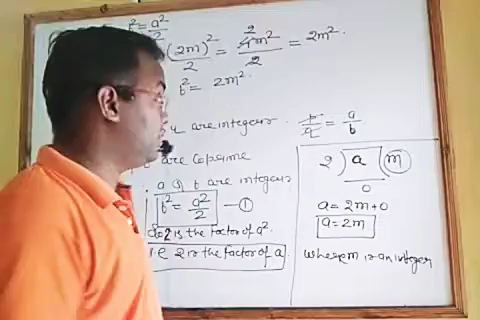 b² = a²/2
(2m)²/2 = 4m²/2 = 2m².
b² = 2m².
are integers. p/q = a/b
are Coprime
a & b are integers
b² = a²/2 —①
So 2 is the factor of a².
i.e 2 is the factor of a.
2 ) a ( m
0
a = 2m+0
a = 2m
where m is an integer